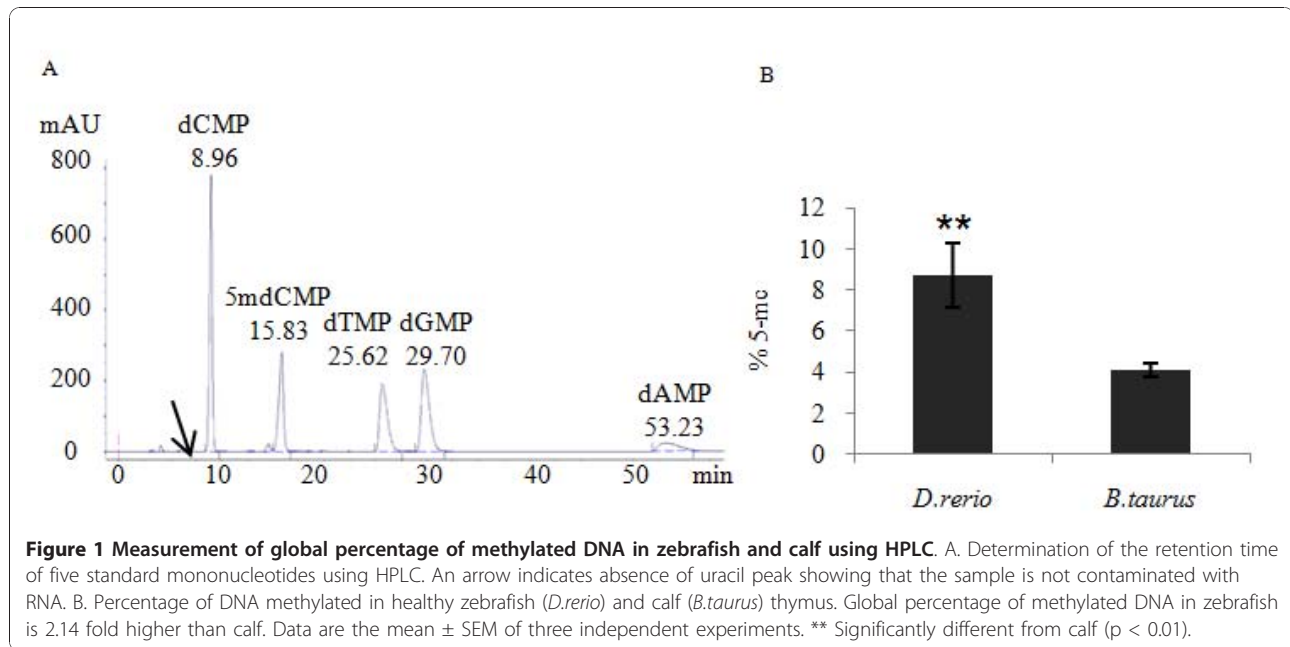 A
mAU
dCMP
8.96
800
600
400
200
0
5mdCMP
15.83
dTMP dGMP
25.62 29.70
dAMP
53.23
0 10 20 30 40 50 min
B
% 5-mc
12
10
8
6
4
2
0
**
D.rerio B.taurus
Figure 1 Measurement of global percentage of methylated DNA in zebrafish and calf using HPLC. A. Determination of the retention time
of five standard mononucleotides using HPLC. An arrow indicates absence of uracil peak showing that the sample is not contaminated with
RNA. B. Percentage of DNA methylated in healthy zebrafish (D.rerio) and calf (B.taurus) thymus. Global percentage of methylated DNA in zebrafish
is 2.14 fold higher than calf. Data are the mean ± SEM of three independent experiments. ** Significantly different from calf (p < 0.01).